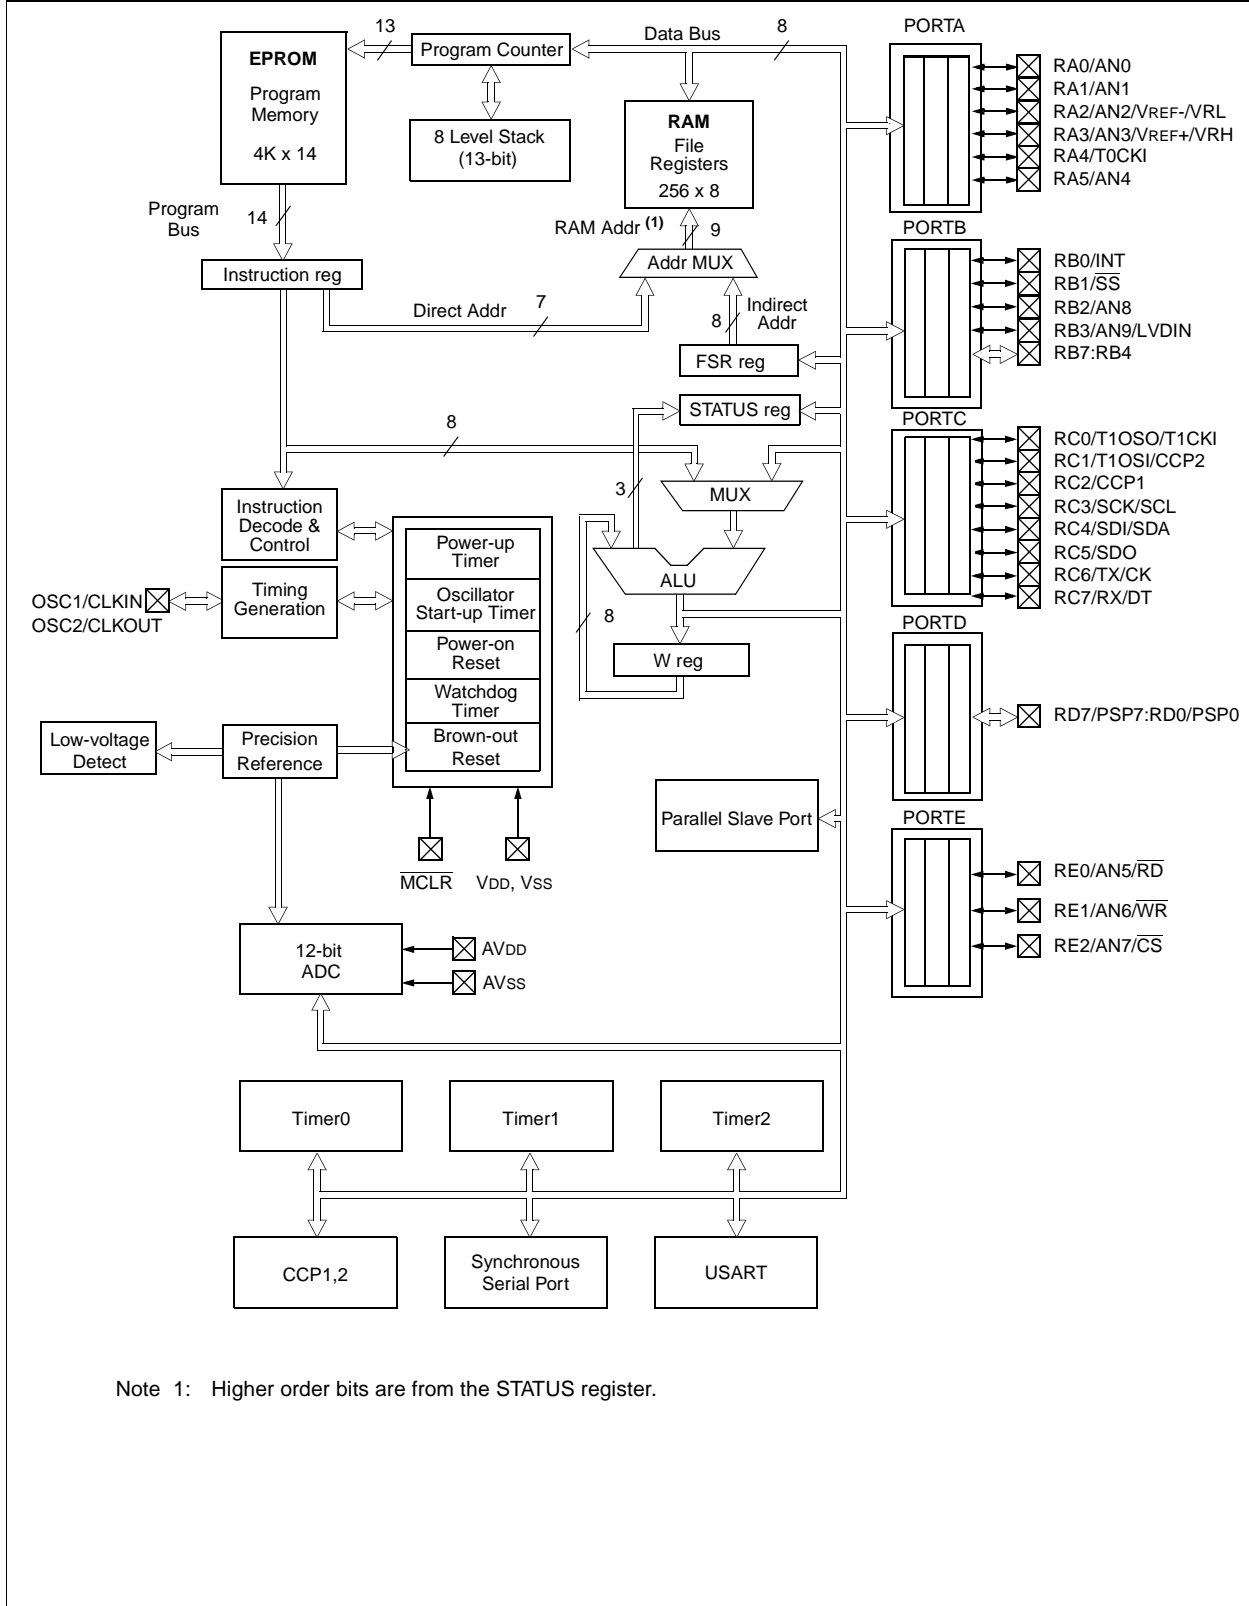 EPROM
Program
Memory
4K x 14
13
Program Counter
Data Bus
8
8 Level Stack
(13-bit)
RAM
File
Registers
256 x 8
Program
Bus
14
RAM Addr (1)
9
Addr MUX
Instruction reg
Direct Addr
7
8
Indirect
Addr
FSR reg
STATUS reg
8
3
MUX
Instruction
Decode &
Control
Power-up
Timer
Timing
Generation
Oscillator
Start-up Timer
ALU
OSC1/CLKIN
OSC2/CLKOUT
8
Power-on
Reset
W reg
Watchdog
Timer
Low-voltage
Detect
Precision
Reference
Brown-out
Reset
Parallel Slave Port
MCLR
VDD, VSS
12-bit
ADC
AVDD
AVSS
Timer0
Timer1
Timer2
CCP1,2
Synchronous
Serial Port
USART
PORTA
RA0/AN0
RA1/AN1
RA2/AN2/VREF-/VRL
RA3/AN3/VREF+/VRH
RA4/T0CKI
RA5/AN4
PORTB
RB0/INT
RB1/SS
RB2/AN8
RB3/AN9/LVDIN
RB7:RB4
PORTC
RC0/T1OSO/T1CKI
RC1/T1OSI/CCP2
RC2/CCP1
RC3/SCK/SCL
RC4/SDI/SDA
RC5/SDO
RC6/TX/CK
RC7/RX/DT
PORTD
RD7/PSP7:RD0/PSP0
PORTE
RE0/AN5/RD
RE1/AN6/WR
RE2/AN7/CS
Note 1: Higher order bits are from the STATUS register.